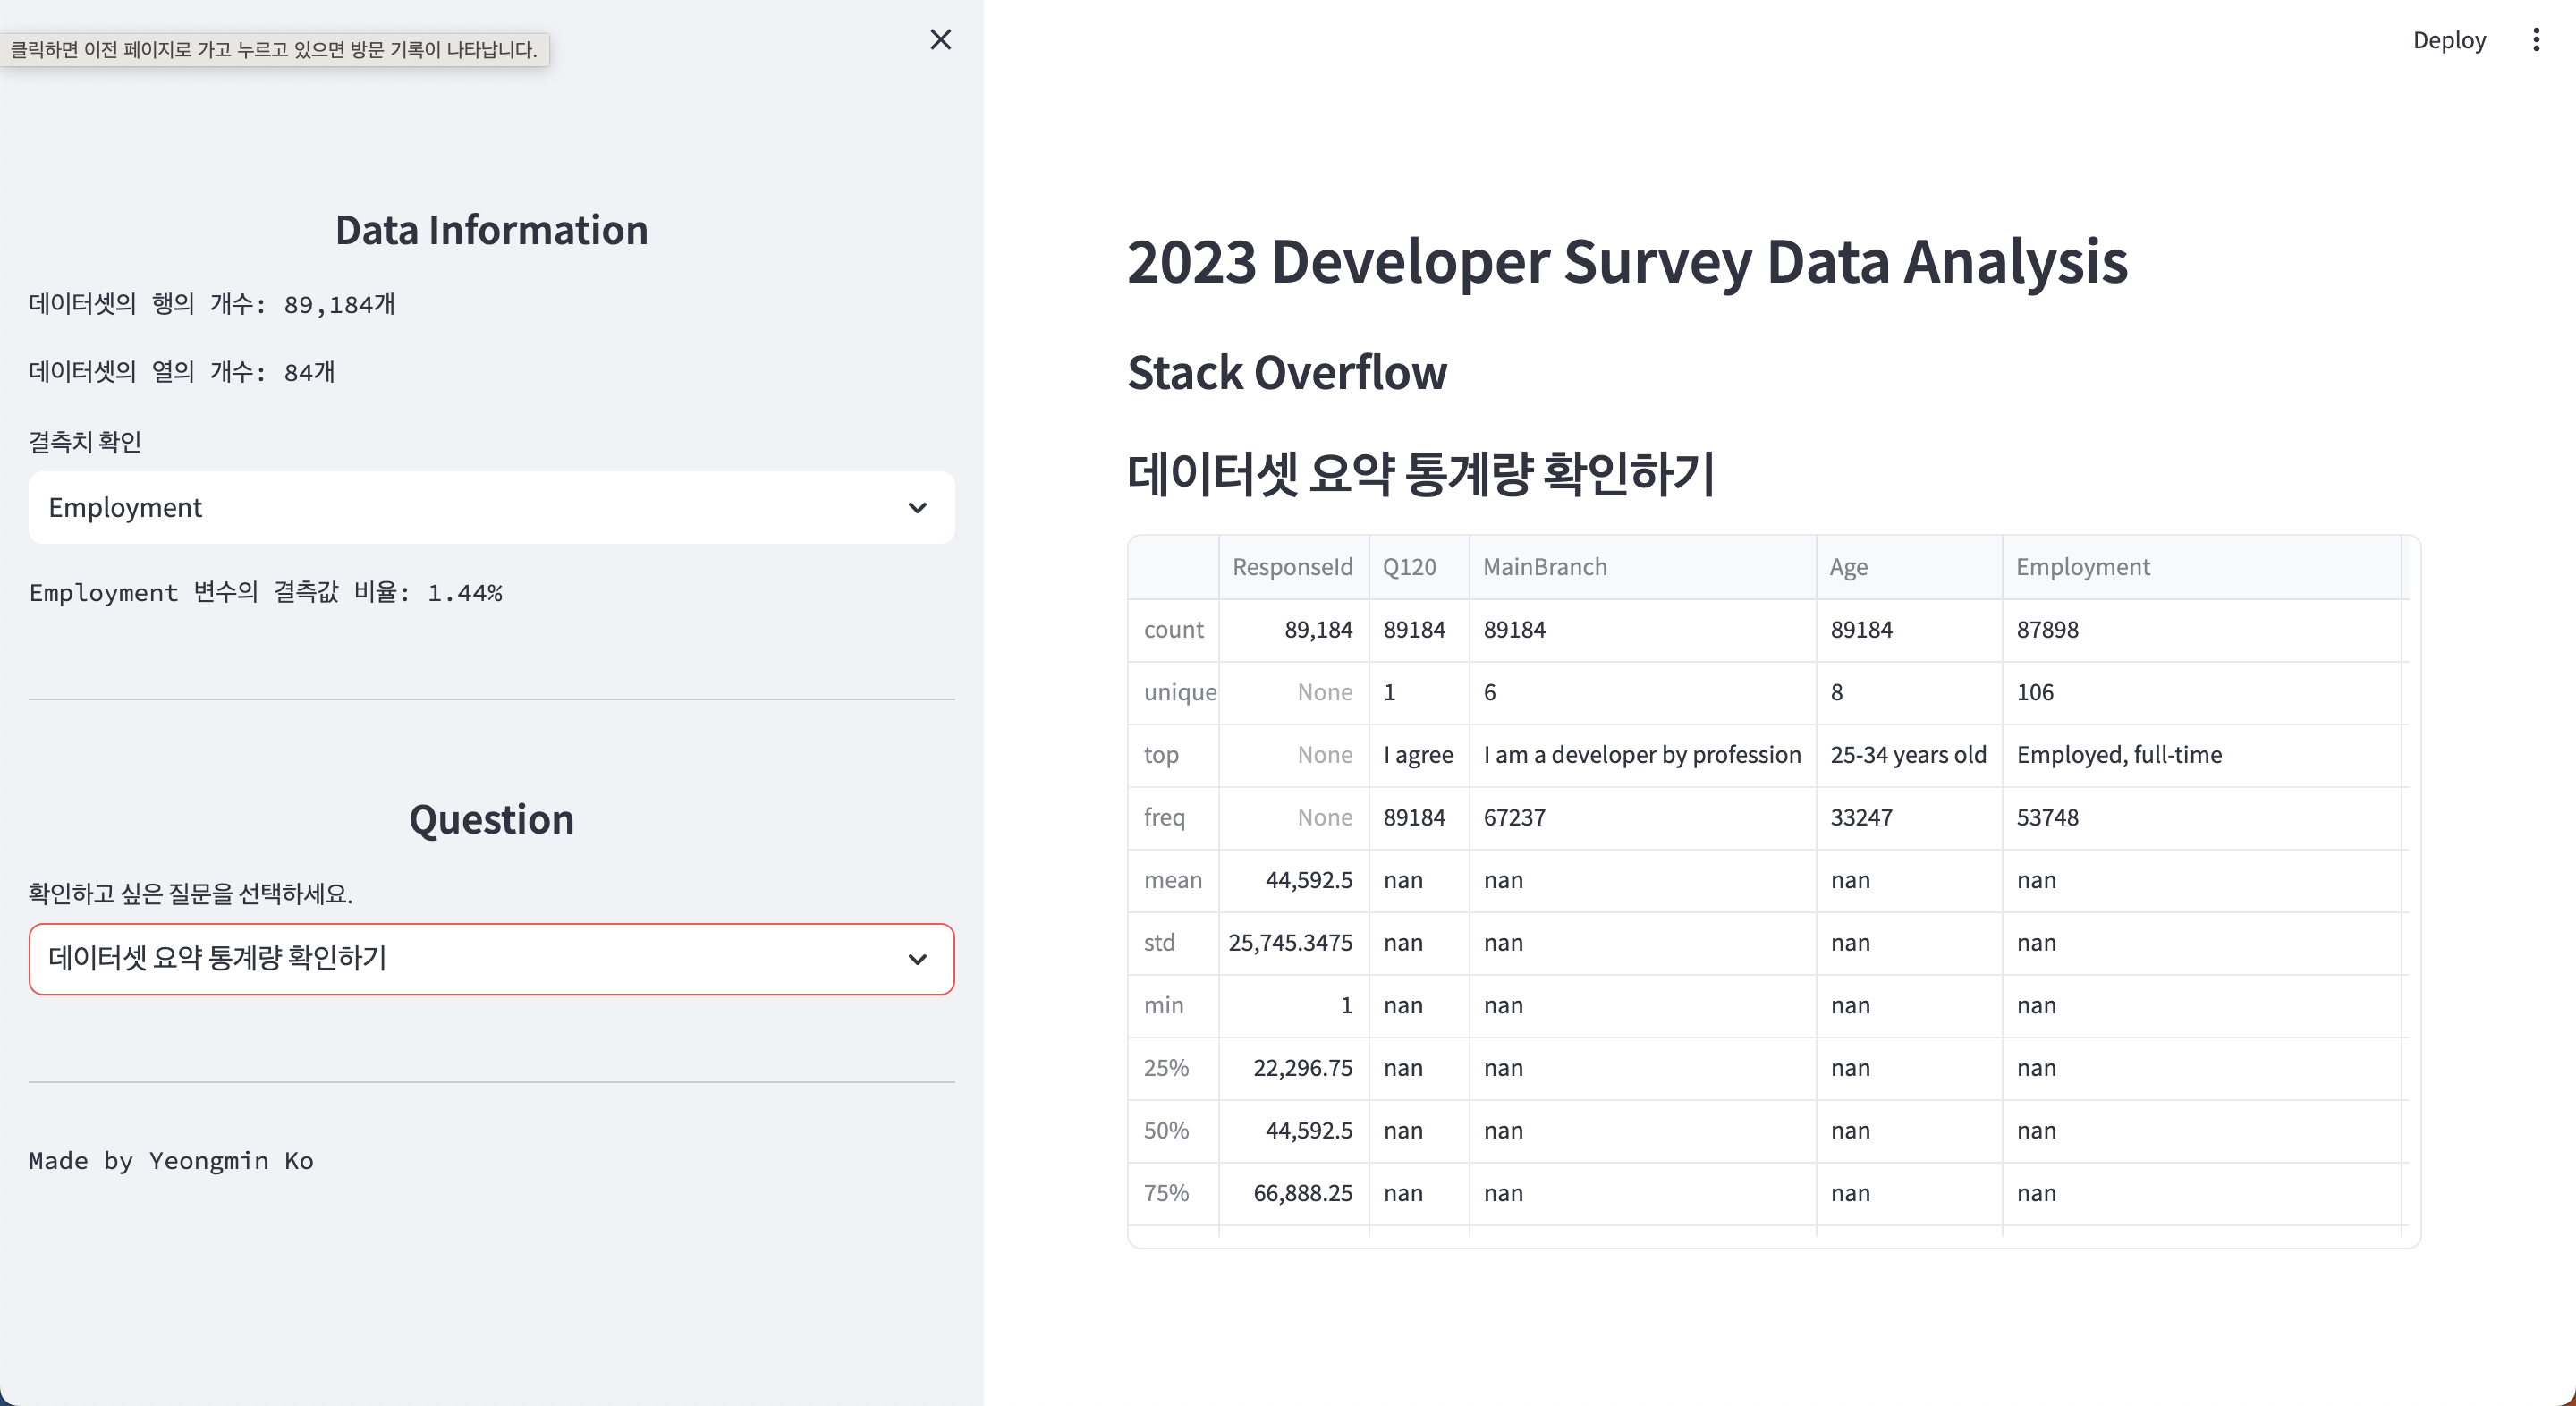 클릭하면 이전 페이지로 가고 누르고 있으면 방문 기록이 나타납니다.
Data Information
데이터셋의 행의 개수: 89,184개
데이터셋의 열의 개수: 84개
결측치 확인
Employment
Employment 변수의 결측값 비율: 1.44%
Question
확인하고 싶은 질문을 선택하세요.
데이터셋 요약 통계량 확인하기
Made by Yeongmin Ko
Deploy
2023 Developer Survey Data Analysis
Stack Overflow
데이터셋 요약 통계량 확인하기
ResponseId Q120 MainBranch Age Employment
count 89,184 89184 89184 89184 87898
unique None 1 6 8 106
top None I agree I am a developer by profession 25-34 years old Employed, full-time
freq None 89184 67237 33247 53748
mean 44,592.5 nan nan nan nan
std 25,745.3475 nan nan nan nan
min 1 nan nan nan nan
25% 22,296.75 nan nan nan nan
50% 44,592.5 nan nan nan nan
75% 66,888.25 nan nan nan nan